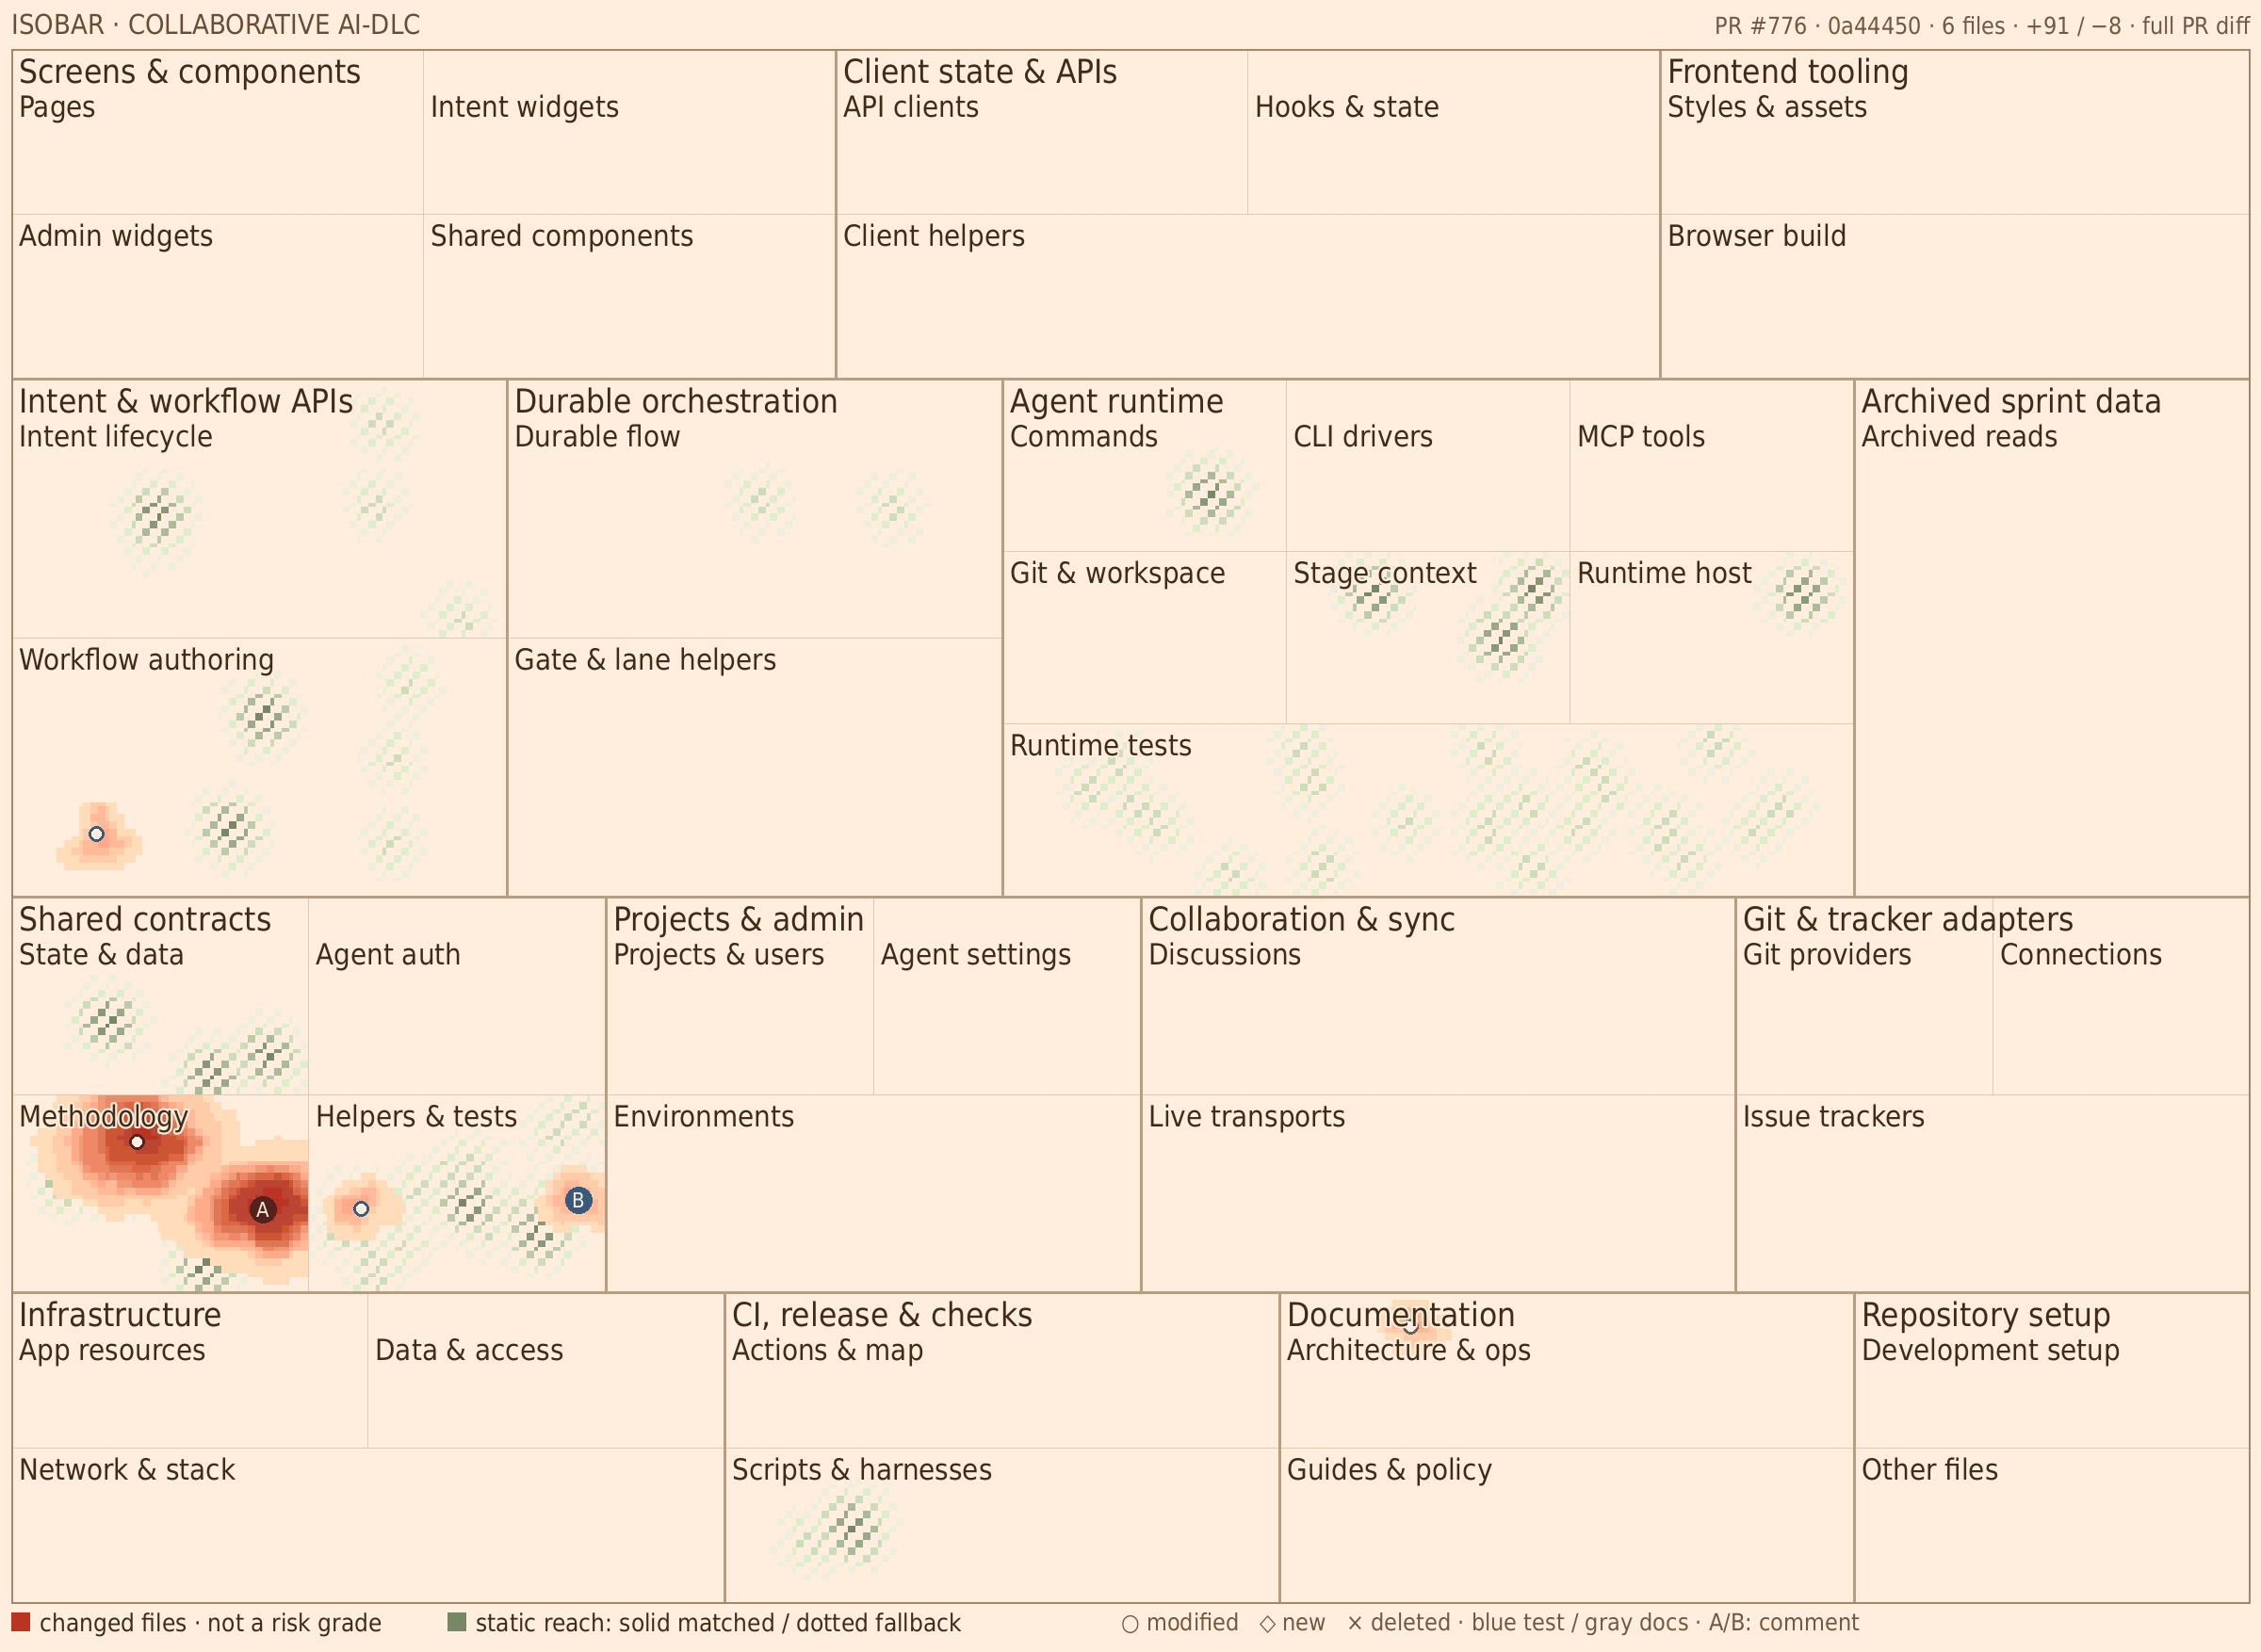 ISOBAR · COLLABORATIVE AI-DLC
PR #776 · 0a44450 · 6 files · +91 / −8 · full PR diff
Screens & components
Pages
Intent widgets
Client state & APIs
API clients
Hooks & state
Frontend tooling
Styles & assets
Admin widgets
Shared components
Client helpers
Browser build
Intent & workflow APIs
Intent lifecycle
Durable orchestration
Durable flow
Agent runtime
Commands
CLI drivers
MCP tools
Archived sprint data
Archived reads
Git & workspace
Stage context
Runtime host
Workflow authoring
Gate & lane helpers
Runtime tests
Shared contracts
State & data
Agent auth
Projects & admin
Projects & users
Agent settings
Collaboration & sync
Discussions
Git & tracker adapters
Git providers
Connections
Methodology
A
Helpers & tests
B
Environments
Live transports
Issue trackers
Infrastructure
App resources
Data & access
CI, release & checks
Actions & map
Documentation
Architecture & ops
Repository setup
Development setup
Network & stack
Scripts & harnesses
Guides & policy
Other files
changed files · not a risk grade
static reach: solid matched / dotted fallback
○ modified ◇ new × deleted · blue test / gray docs · A/B: comment